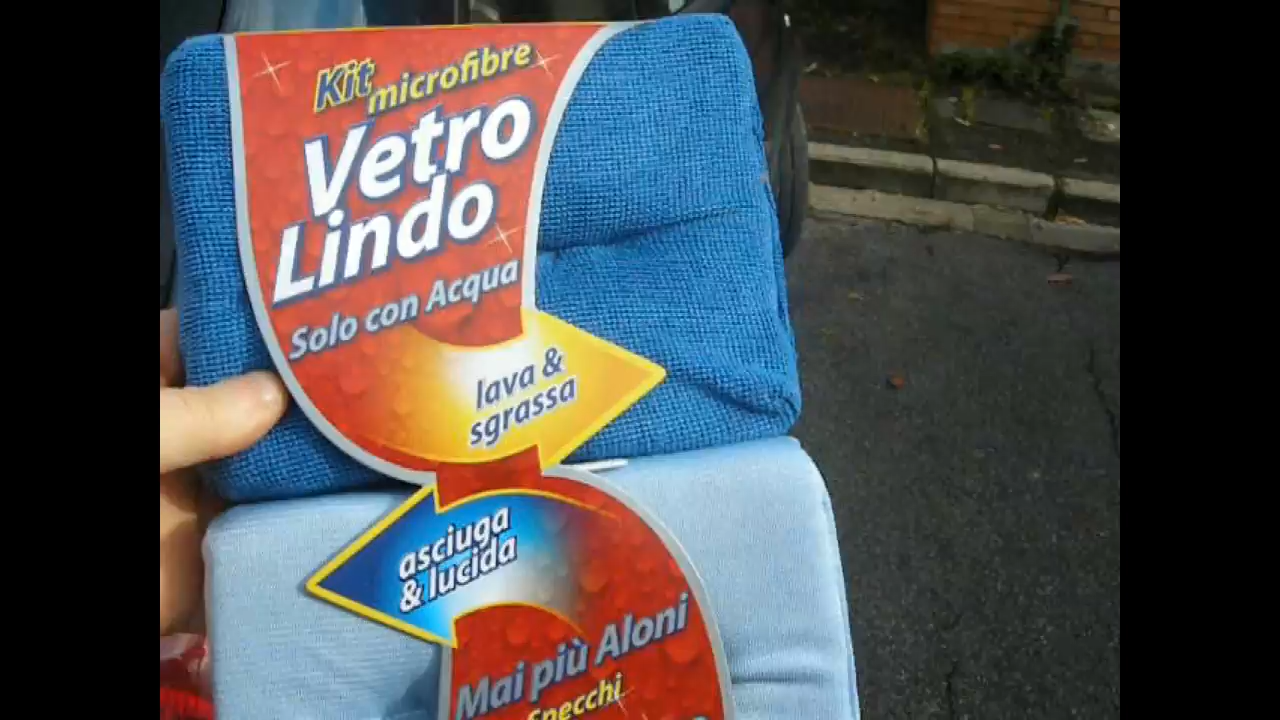 Kit microfibre
Vetro
Lindo
Solo con Acqua
lava &
sgrassa
asciuga
& lucida
Mai più Aloni
Specchi